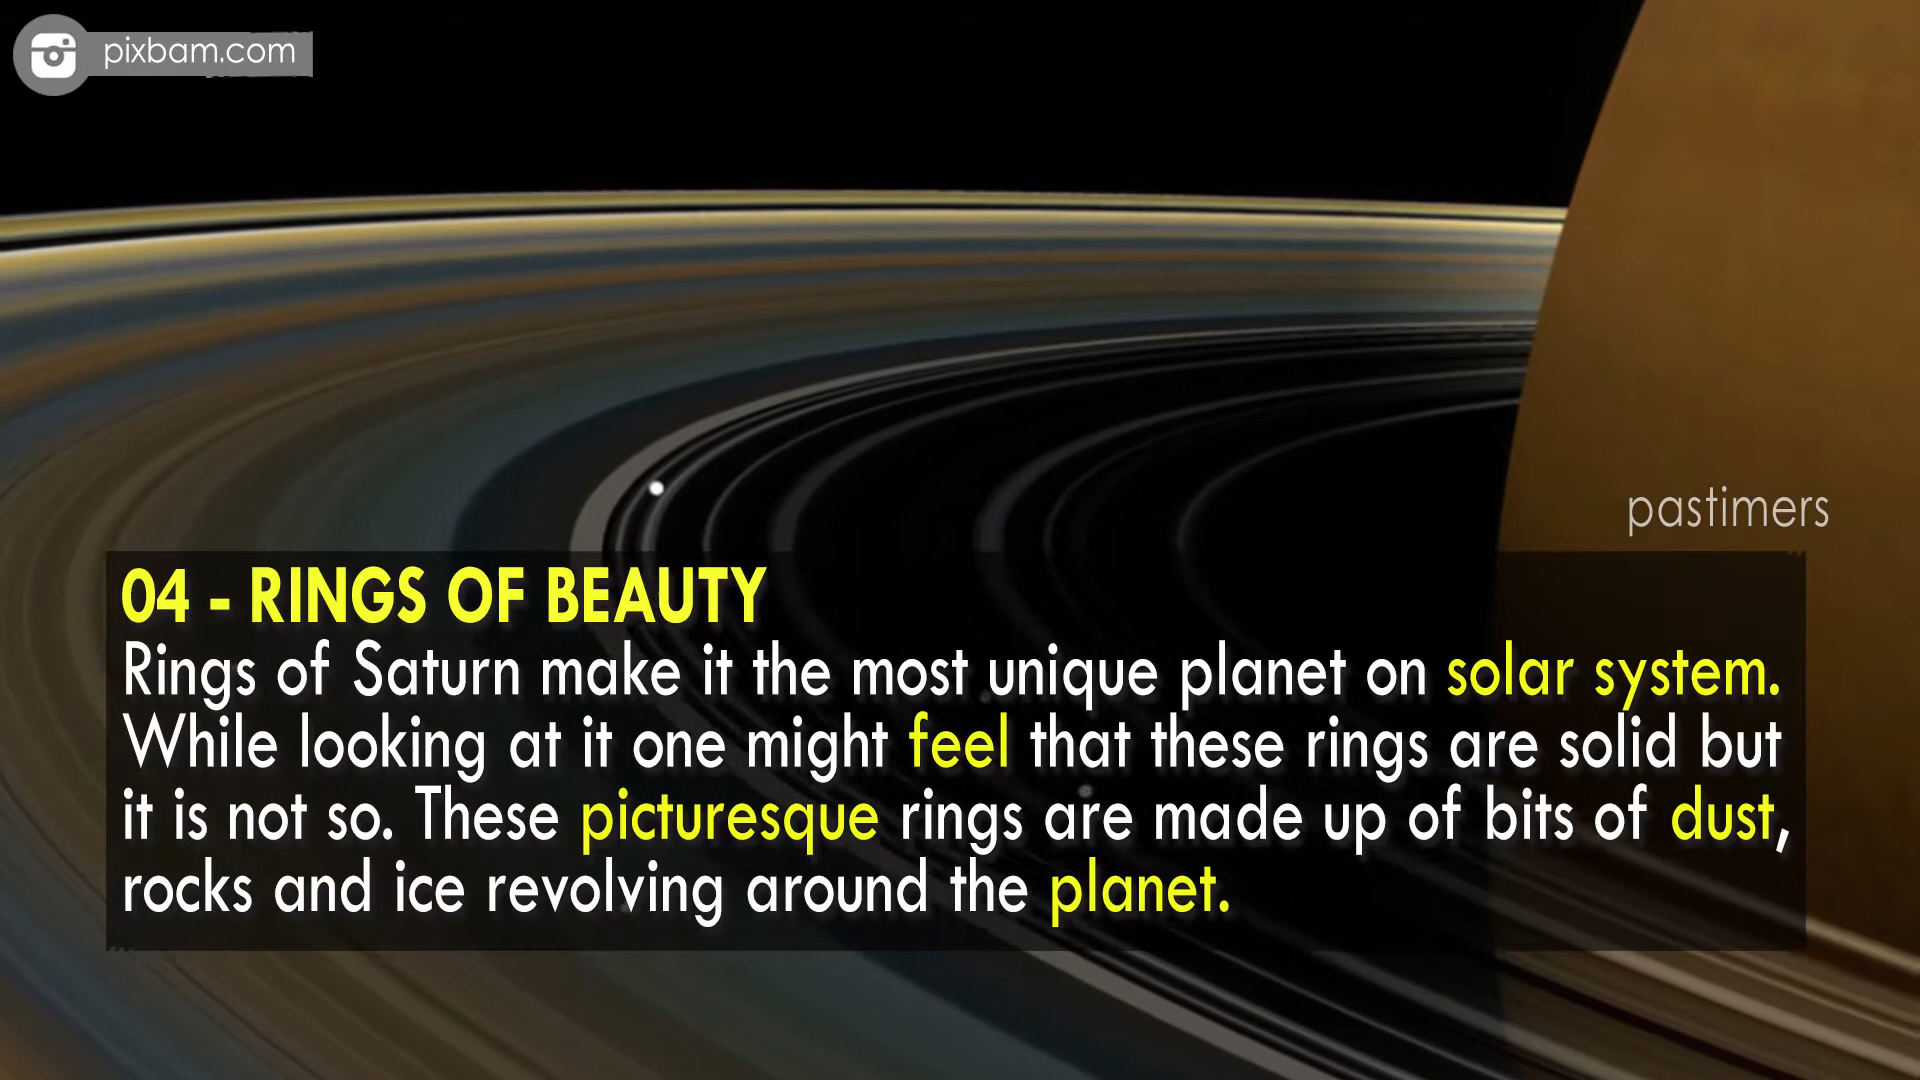 pixbam.com
pastimers
04 - RINGS OF BEAUTY
Rings of Saturn make it the most unique planet on solar system.
While looking at it one might feel that these rings are solid but
it is not so. These picturesque rings are made up of bits of dust,
rocks and ice revolving around the planet.